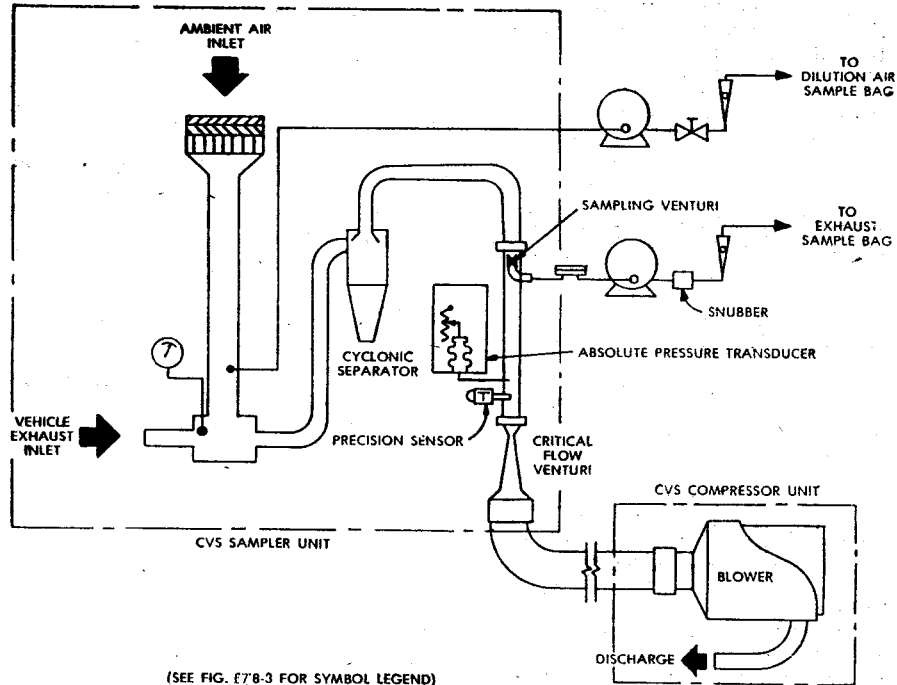 AMBIENT AIR
INLET
TO
DILUTION AIR
SAMPLE BAG
SAMPLING VENTURI
TO
EXHAUST
SAMPLE BAG
SNUBBER
CYCLONIC
SEPARATOR
ABSOLUTE PRESSURE TRANSDUCER
T
T
VEHICLE
EXHAUST
INLET
PRECISION SENSOR
CRITICAL
FLOW
VENTURI
CVS SAMPLER UNIT
CVS COMPRESSOR UNIT
BLOWER
DISCHARGE
(SEE FIG. E78-3 FOR SYMBOL LEGEND)